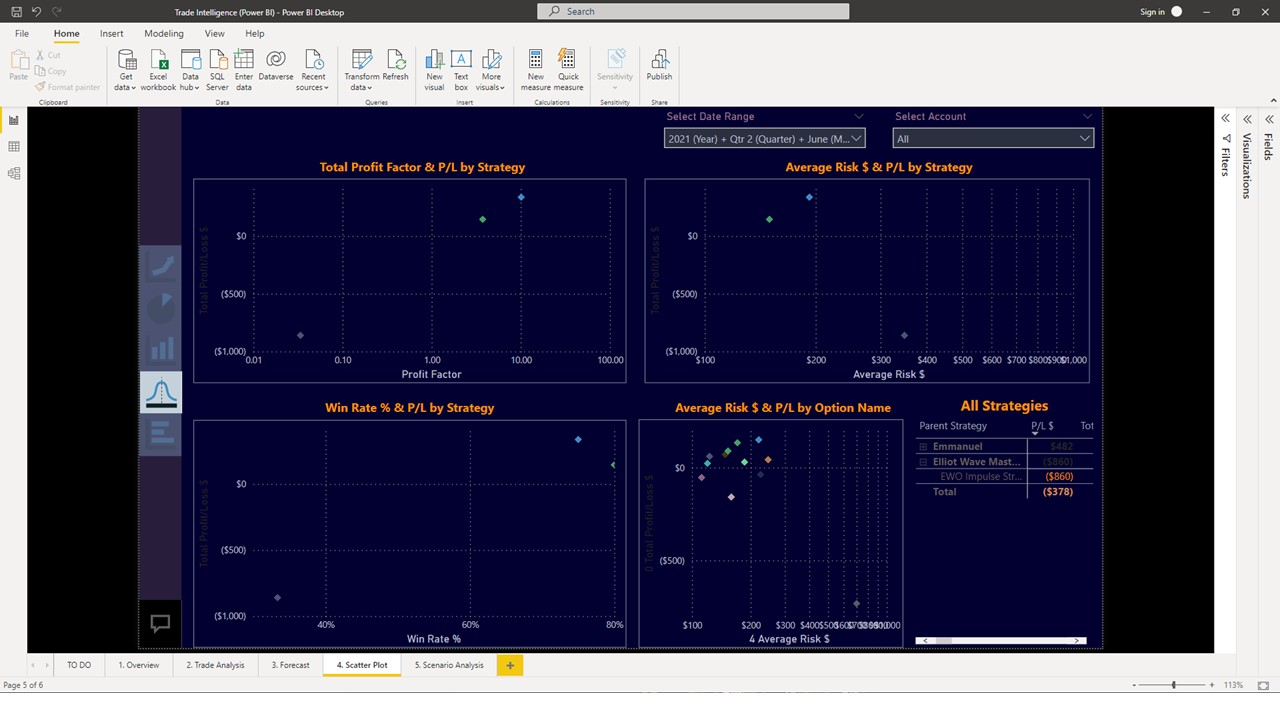 Trade Intelligence (Power BI) - Power BI Desktop
Search
Sign in
File Home Insert Modeling View Help
Paste
Cut
Copy
Format painter
Get data
Excel workbook
Data hub
SQL Server
Enter data
Dataverse
Recent sources
Transform data
Refresh
New visual
Text box
More visuals
New measure
Quick measure
Sensitivity
Publish
Clipboard Data Queries Insert Calculations Sensitivity Share
Select Date Range
2021 (Year) + Qtr 2 (Quarter) + June (M...
Select Account
All
Filters
Visualizations
Fields
Total Profit Factor & P/L by Strategy
Total Profit/Loss $
$0
($500)
($1,000)
0.01 0.10 1.00 10.00 100.00
Profit Factor
Average Risk $ & P/L by Strategy
Total Profit/Loss $
$0
($500)
($1,000)
$100 $200 $300 $400 $500 $600 $700 $800 $1,000
Average Risk $
Win Rate % & P/L by Strategy
Total Profit/Loss $
$0
($500)
($1,000)
40% 60% 80%
Win Rate %
Average Risk $ & P/L by Option Name
0 Total Profit/Loss $
$0
($500)
$100 $200 $300 $400
4 Average Risk $
All Strategies
Parent Strategy P/L $ Tot
Emmanuel $482
Elliot Wave Mast... ($860)
EWO Impulse Str... ($860)
Total ($378)
TO DO 1. Overview 2. Trade Analysis 3. Forecast 4. Scatter Plot 5. Scenario Analysis
Page 5 of 6
113%